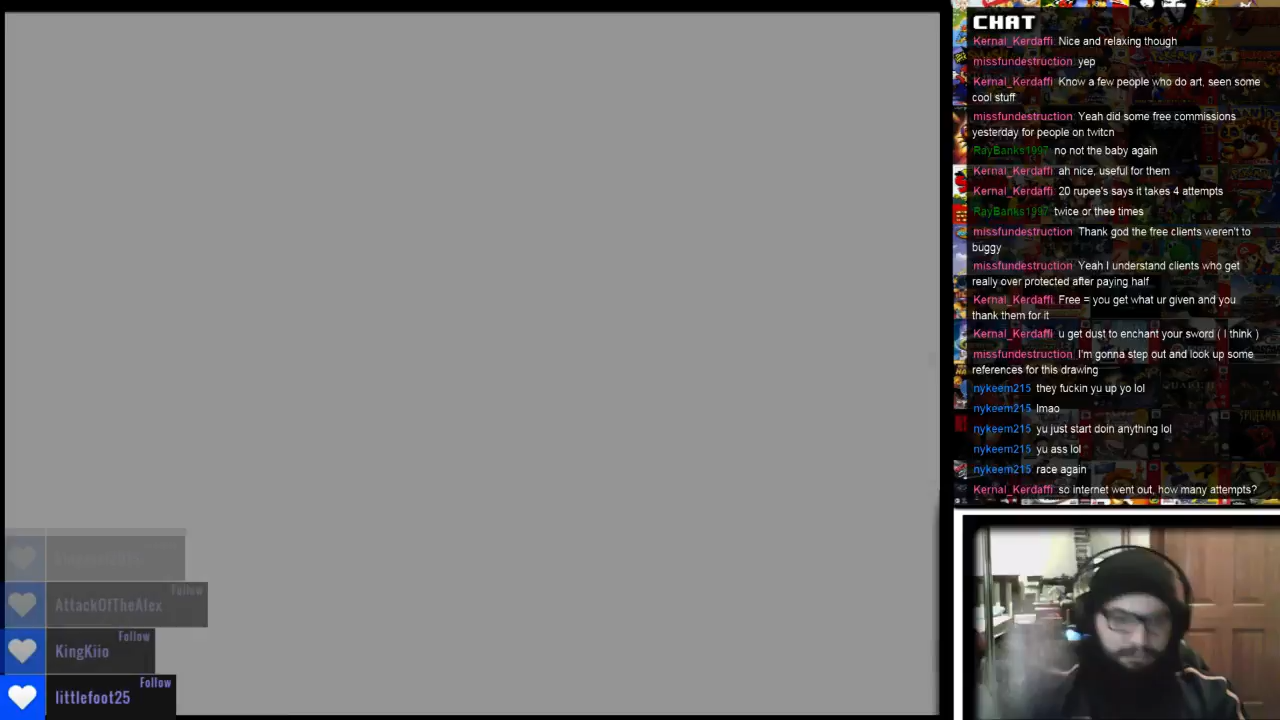 CHAT
Kernal_Kerdaffi Nice and relaxing though
missfundestruction: yep
Kernal_Kerdaffi Know a few people who do art, seen some
cool stuff
missfundestruction: Yeah did some free commissions
yesterday for people on twitcn
RayBanks1997 no not the baby again
Kernal_Kerdaffi ah nice, useful for them
Kernal_Kerdaffi 20 rupee's says it takes 4 attempts
RayBanks1997 twice or thee times
missfundestruction: Thank god the free clients weren't to
buggy
missfundestruction Yeah I understand clients who get
really over protected after paying half
Kernal_Kerdaffi. Free = you get what ur given and you
thank them for it
Kernal_Kerdaffi u get dust to enchant your sword ( I think )
missfundestruction I'm gonna step out and look up some
references for this drawing
nykeem215 they fuckin yu up yo lol
nykeem215 lmao
nykeem215 yu just start doin anything lol
nykeem215 yu ass lol
nykeem215 race again
Kernal_Kerdaffi so internet went out, how many attempts?
Follow
AttackOfTheAlex
Follow
KingKiio
Follow
littlefoot25